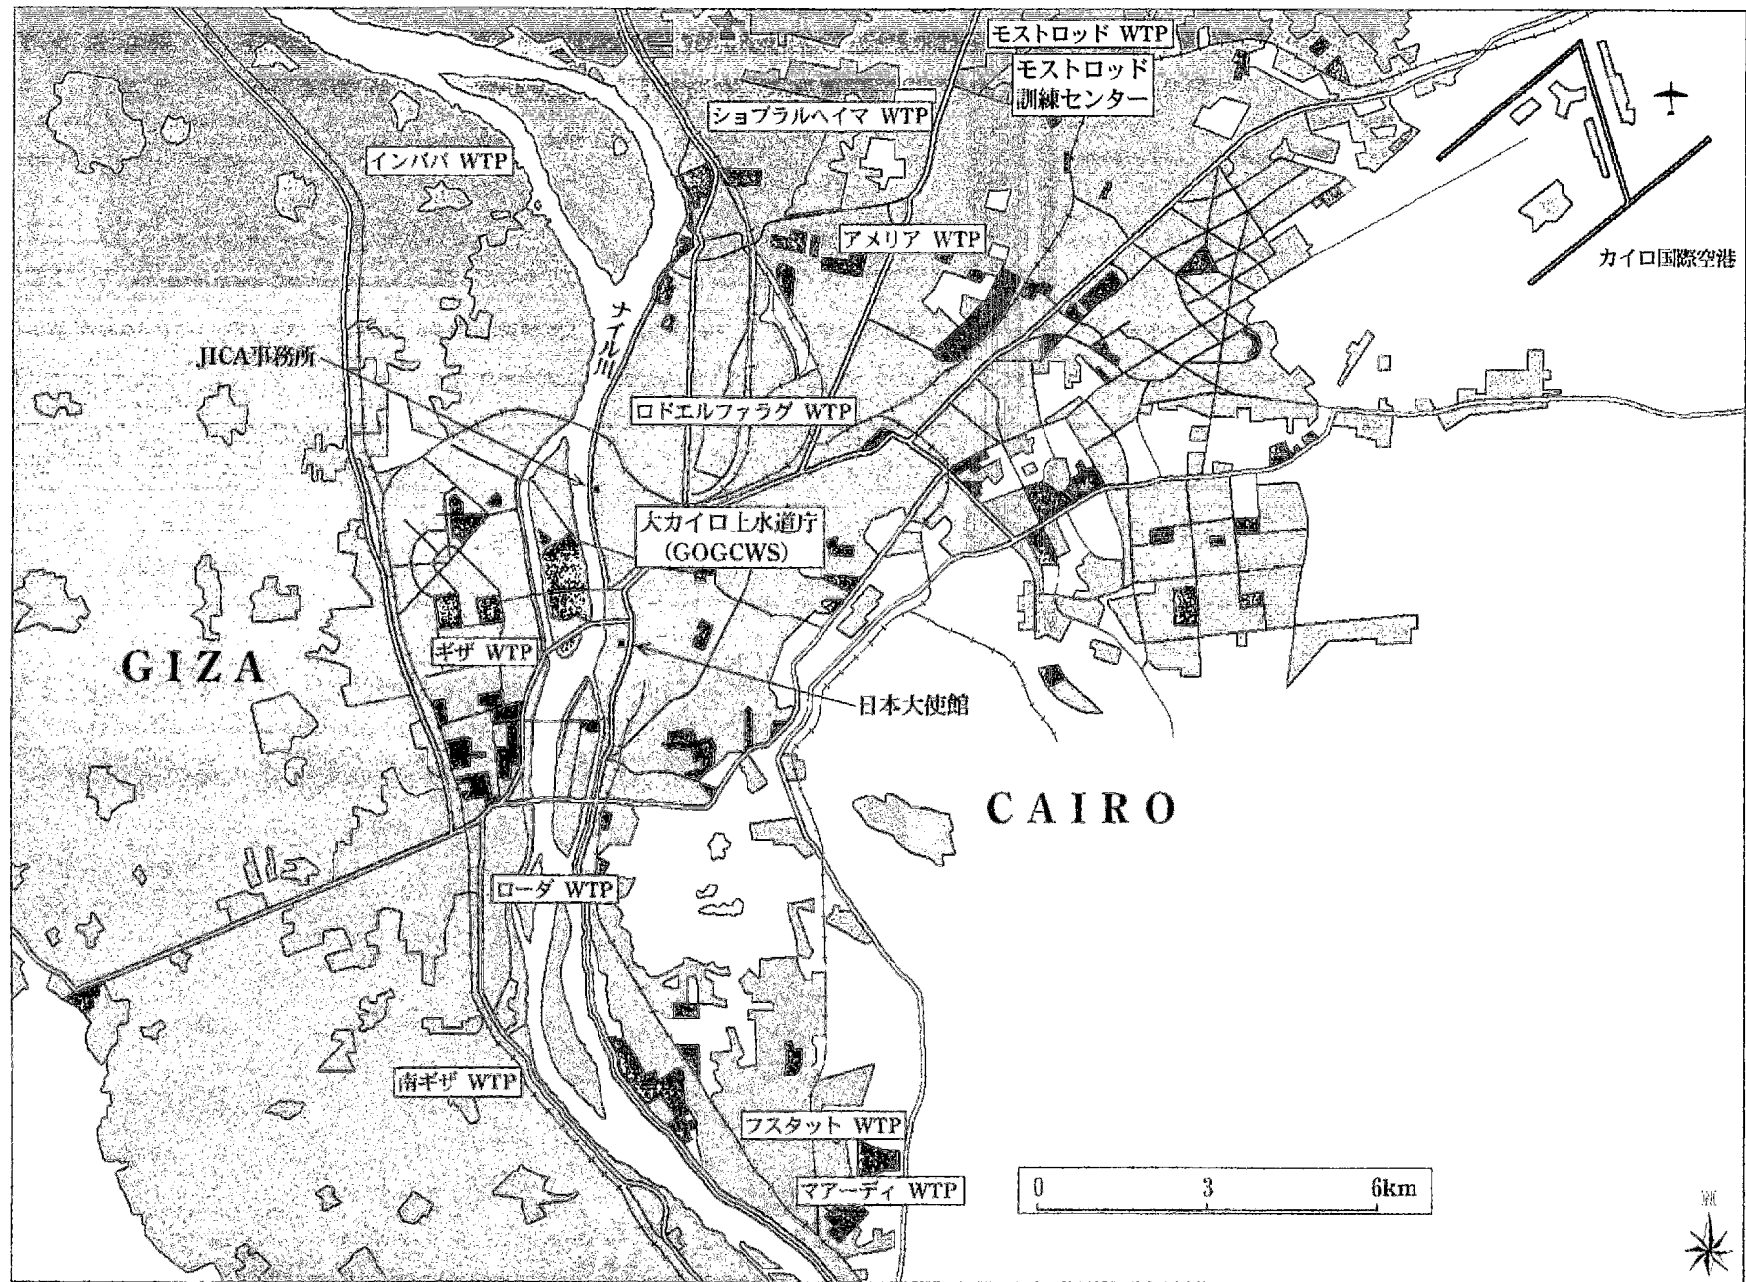 モストロッド WTP
モストロッド
訓練センター
ショブラルヘイマ WTP
インババ WTP
アメリア WTP
カイロ国際空港
ナイル川
JICA事務所
ロドエルファラグ WTP
大カイロ上水道庁
(GOGCWS)
ギザ WTP
GIZA
日本大使館
CAIRO
ローダ WTP
南ギザ WTP
フスタット WTP
マアーディ WTP
0 3 6km